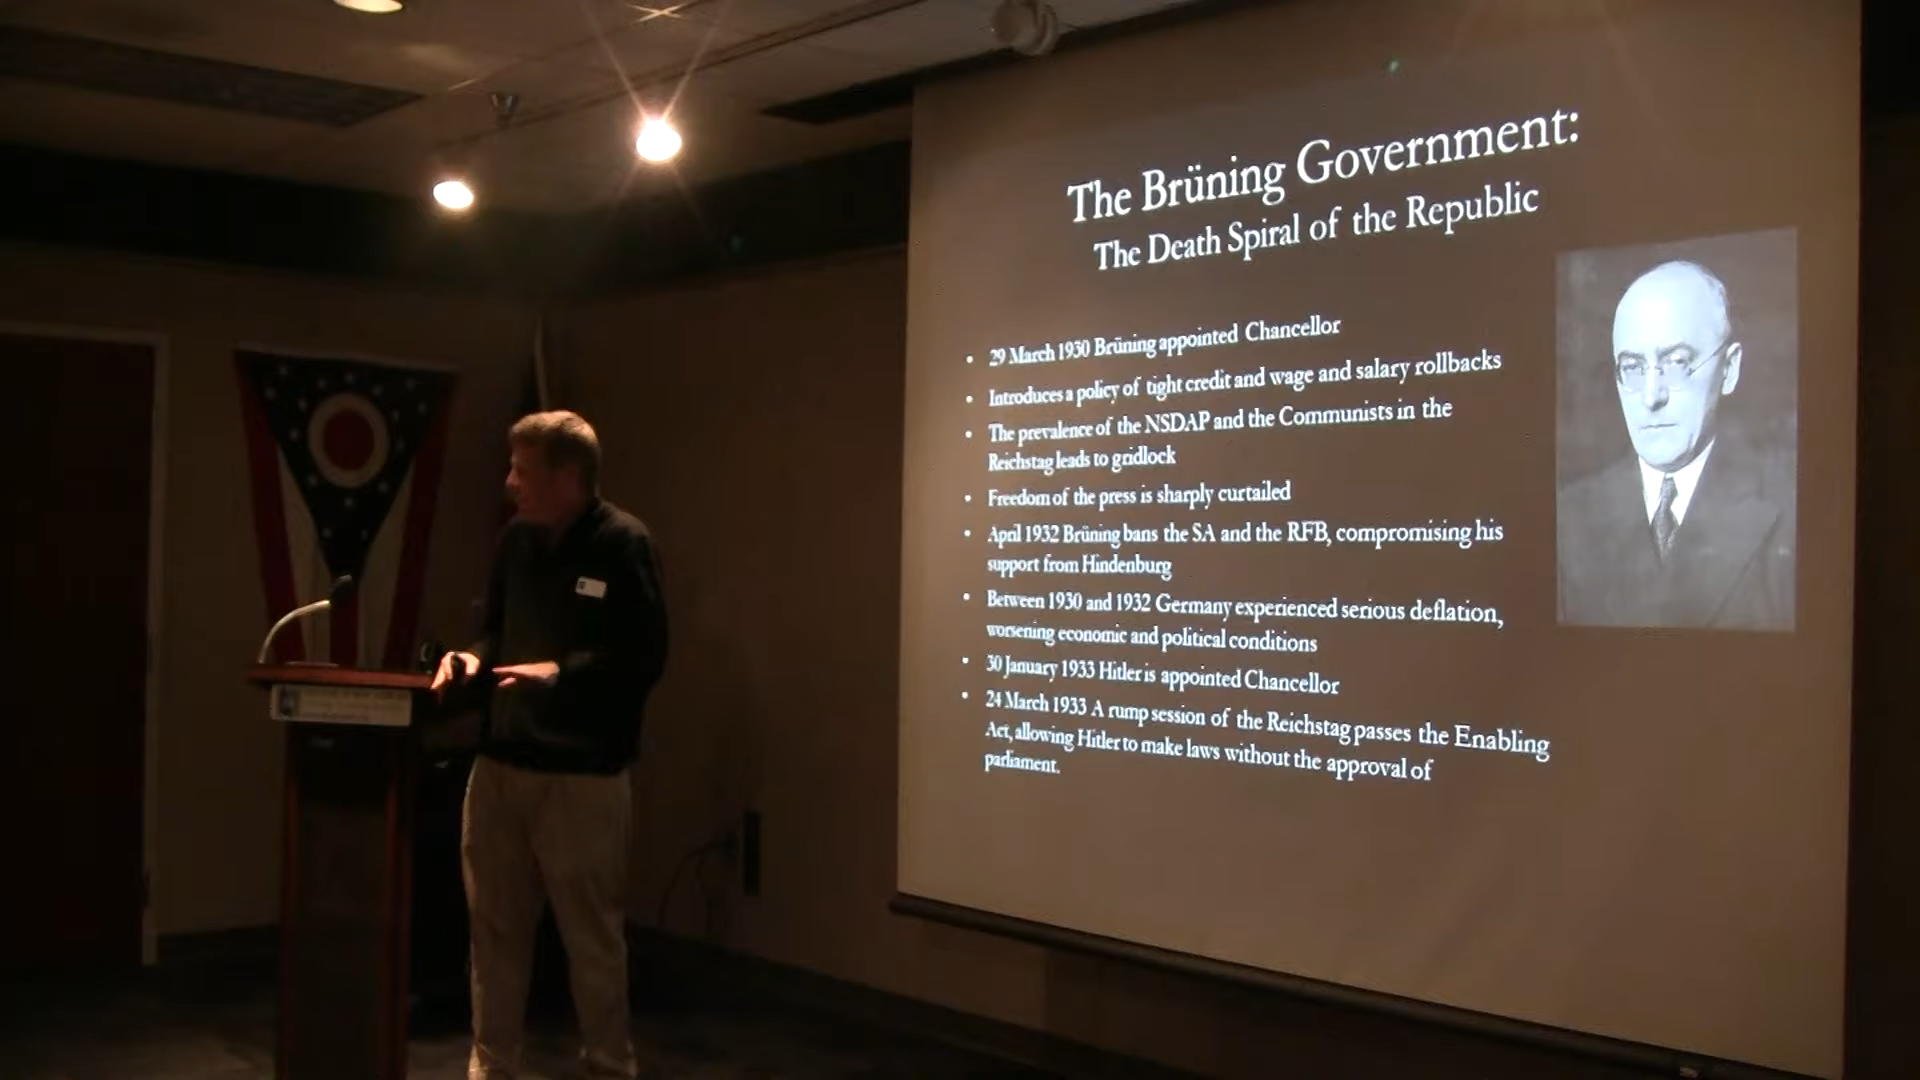 The Brüning Government:
The Death Spiral of the Republic
• 29 March 1930 Brüning appointed Chancellor
• Introduces a policy of tight credit and wage and salary rollbacks
• The prevalence of the NSDAP and the Communists in the
Reichstag leads to gridlock
• Freedom of the press is sharply curtailed
• April 1932 Brüning bans the SA and the RFB, compromising his
support from Hindenburg
• Between 1930 and 1932 Germany experienced serious deflation,
worsening economic and political conditions
• 30 January 1933 Hitler is appointed Chancellor
• 24 March 1933 A rump session of the Reichstag passes the Enabling
Act, allowing Hitler to make laws without the approval of
parliament.